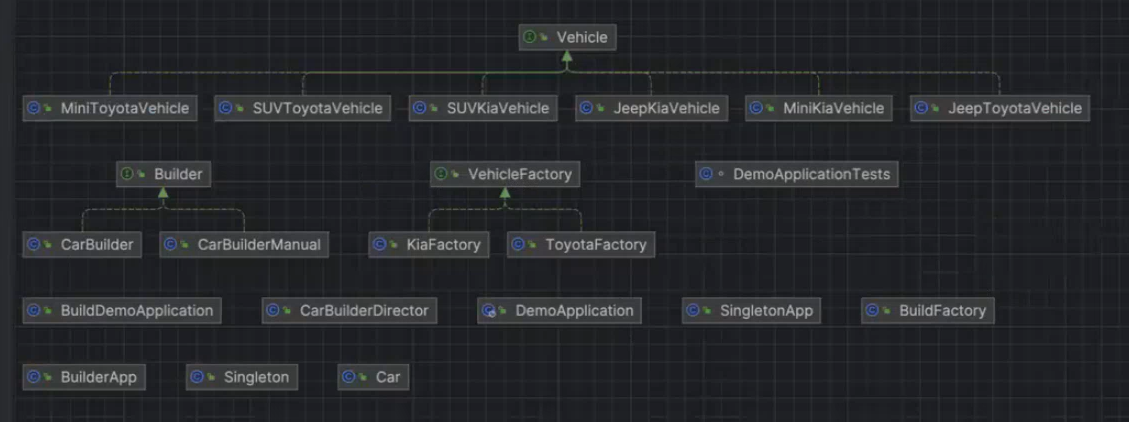 Vehicle
MiniToyotaVehicle SUVToyotaVehicle SUVKiaVehicle JeepKiaVehicle MiniKiaVehicle JeepToyotaVehicle
Builder VehicleFactory DemoApplicationTests
CarBuilder CarBuilderManual KiaFactory ToyotaFactory
BuildDemoApplication CarBuilderDirector DemoApplication SingletonApp BuildFactory
BuilderApp Singleton Car